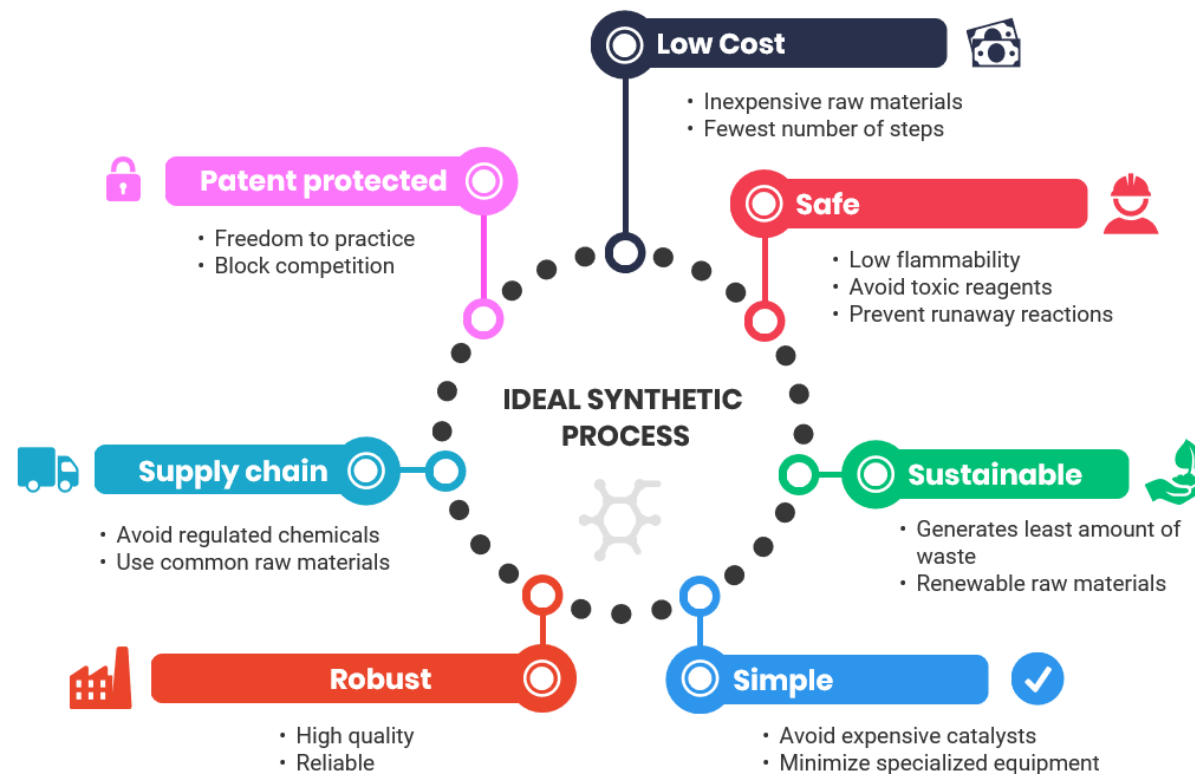 Low Cost
• Inexpensive raw materials
• Fewest number of steps
Patent protected
• Freedom to practice
• Block competition
Safe
• Low flammability
• Avoid toxic reagents
• Prevent runaway reactions
IDEAL SYNTHETIC
PROCESS
Supply chain
• Avoid regulated chemicals
• Use common raw materials
Sustainable
• Generates least amount of
waste
• Renewable raw materials
Robust
• High quality
• Reliable
Simple
• Avoid expensive catalysts
• Minimize specialized equipment